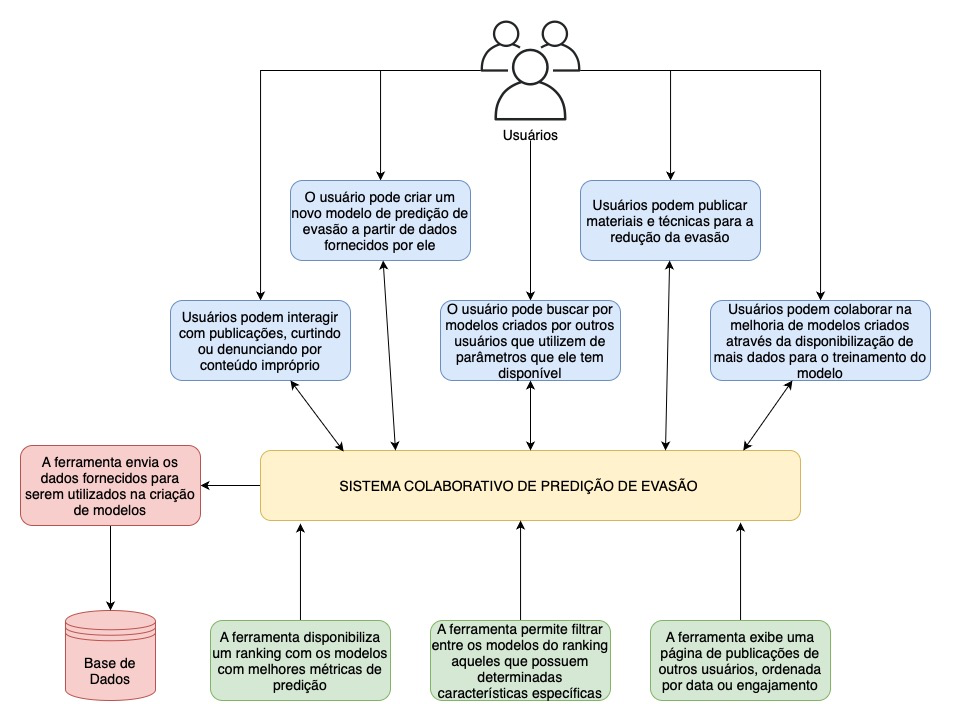 Usuários
O usuário pode criar um
novo modelo de predição de
evasão a partir de dados
fornecidos por ele
Usuários podem publicar
materiais e técnicas para a
redução da evasão
Usuários podem interagir
com publicações, curtindo
ou denunciando por
conteúdo impróprio
O usuário pode buscar por
modelos criados por outros
usuários que utilizem de
parâmetros que ele tem
disponível
Usuários podem colaborar na
melhoria de modelos criados
através da disponibilização de
mais dados para o treinamento do
modelo
A ferramenta envia os
dados fornecidos para
serem utilizados na criação
de modelos
SISTEMA COLABORATIVO DE PREDIÇÃO DE EVASÃO
Base de
Dados
A ferramenta disponibiliza
um ranking com os modelos
com melhores métricas de
predição
A ferramenta permite filtrar
entre os modelos do ranking
aqueles que possuem
determinadas
características específicas
A ferramenta exibe uma
página de publicações de
outros usuários, ordenada
por data ou engajamento